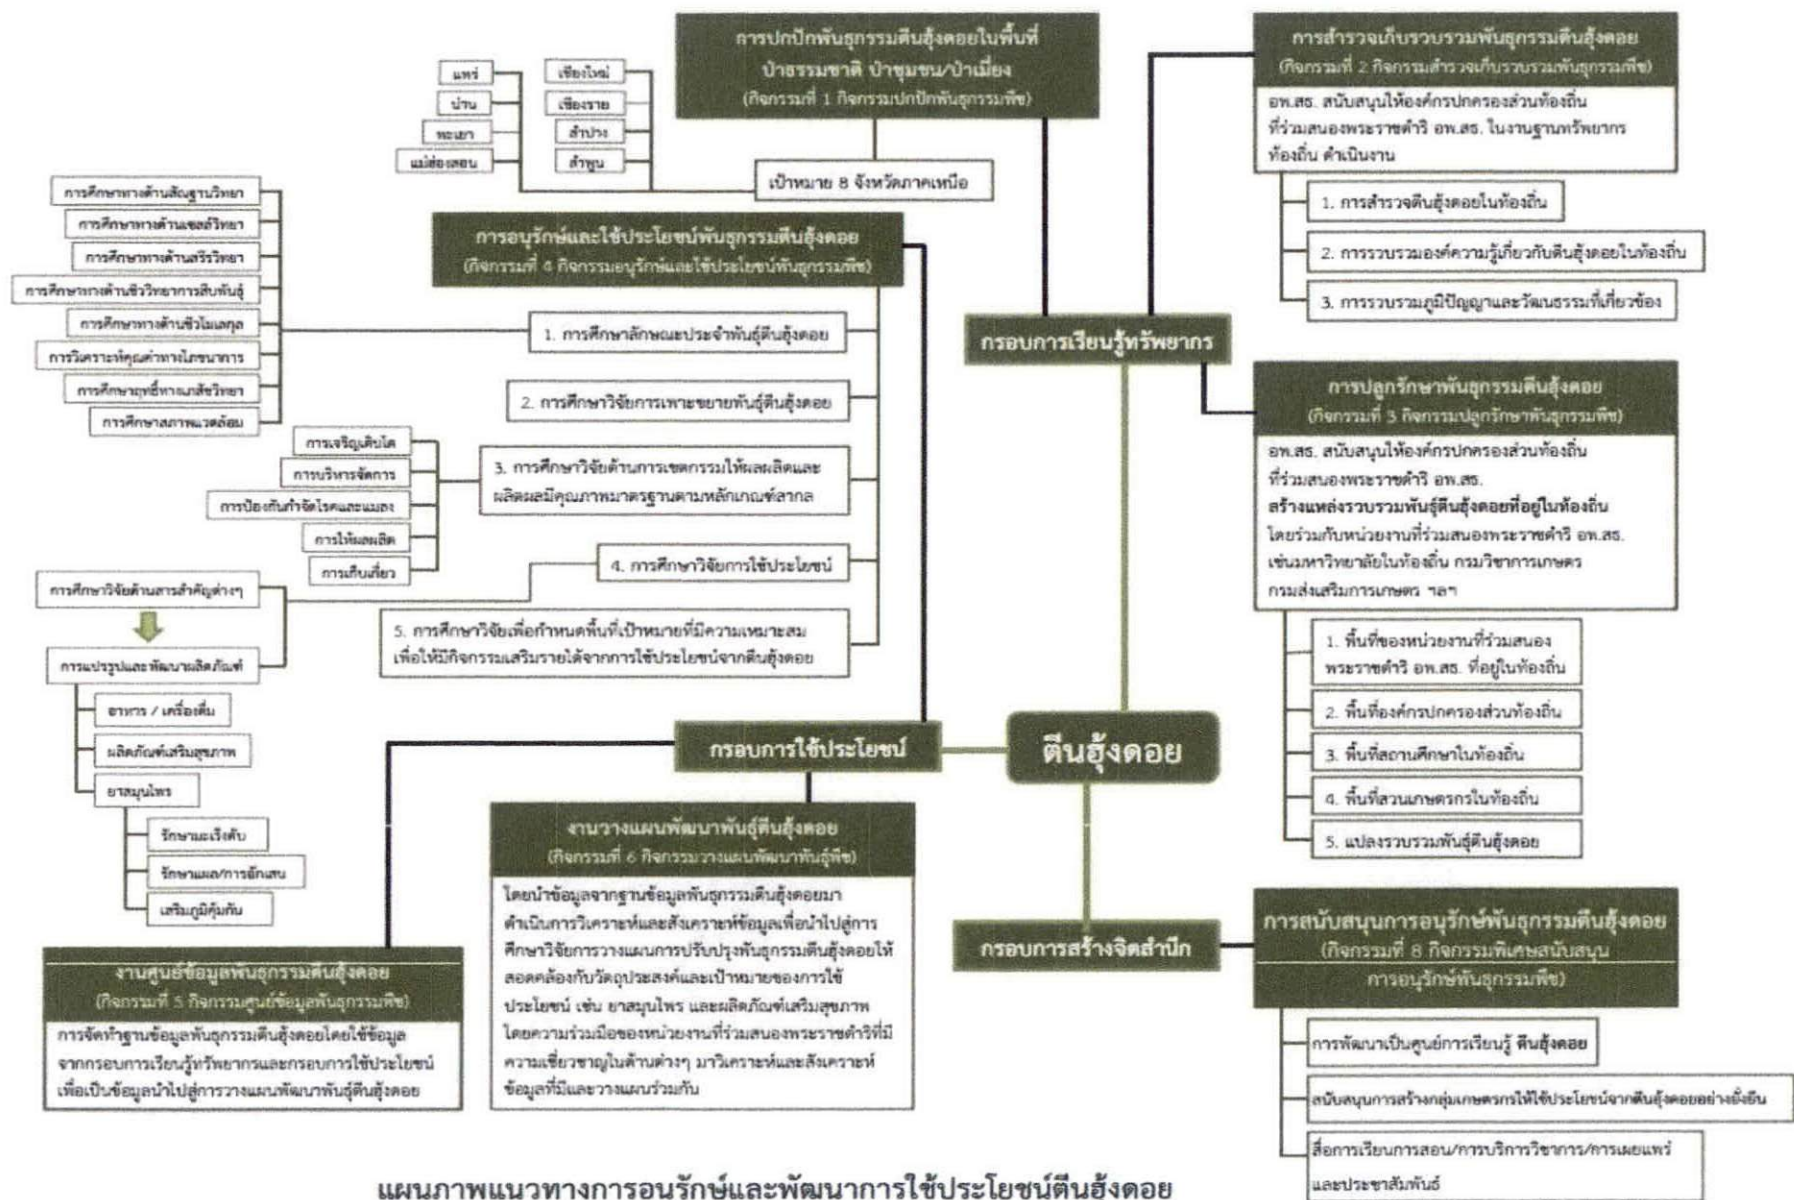 การปกปักพันธุกรรมตีนฮุ้งดอยในพื้นที่
ป่าธรรมชาติ ป่าชุมชน/ป่าเมี่ยง
(กิจกรรมที่ 1 กิจกรรมปกปักพันธุกรรมพืช)
แพร่
น่าน
พะเยา
แม่ฮ่องสอน
เชียงใหม่
เชียงราย
ลำปาง
ลำพูน
เป้าหมาย 8 จังหวัดภาคเหนือ
การสำรวจเก็บรวบรวมพันธุกรรมตีนฮุ้งดอย
(กิจกรรมที่ 2 กิจกรรมสำรวจเก็บรวบรวมพันธุกรรมพืช)
อพ.สธ. สนับสนุนให้องค์กรปกครองส่วนท้องถิ่น
ที่ร่วมสนองพระราชดำริ อพ.สธ. ในงานฐานทรัพยากร
ท้องถิ่น ดำเนินงาน
1. การสำรวจตีนฮุ้งดอยในท้องถิ่น
2. การรวบรวมองค์ความรู้เกี่ยวกับตีนฮุ้งดอยในท้องถิ่น
3. การรวบรวมภูมิปัญญาและวัฒนธรรมที่เกี่ยวข้อง
กรอบการเรียนรู้ทรัพยากร
การปลูกรักษาพันธุกรรมตีนฮุ้งดอย
(กิจกรรมที่ 3 กิจกรรมปลูกรักษาพันธุกรรมพืช)
อพ.สธ. สนับสนุนให้องค์กรปกครองส่วนท้องถิ่น
ที่ร่วมสนองพระราชดำริ อพ.สธ.
สร้างแหล่งรวบรวมพันธุ์ตีนฮุ้งดอยที่อยู่ในท้องถิ่น
โดยร่วมกับหน่วยงานที่ร่วมสนองพระราชดำริ อพ.สธ.
เช่นมหาวิทยาลัยในท้องถิ่น กรมวิชาการเกษตร
กรมส่งเสริมการเกษตร ฯลฯ
1. พื้นที่ของหน่วยงานที่ร่วมสนอง
พระราชดำริ อพ.สธ. ที่อยู่ในท้องถิ่น
2. พื้นที่องค์กรปกครองส่วนท้องถิ่น
3. พื้นที่สถานศึกษาในท้องถิ่น
4. พื้นที่สวนเกษตรกรในท้องถิ่น
5. แปลงรวบรวมพันธุ์ตีนฮุ้งดอย
การอนุรักษ์และใช้ประโยชน์พันธุกรรมตีนฮุ้งดอย
(กิจกรรมที่ 4 กิจกรรมอนุรักษ์และใช้ประโยชน์พันธุกรรมพืช)
1. การศึกษาลักษณะประจำพันธุ์ตีนฮุ้งดอย
การศึกษาทางด้านสัณฐานวิทยา
การศึกษาทางด้านเซลล์วิทยา
การศึกษาทางด้านสรีรวิทยา
การศึกษาทางด้านชีววิทยาการสืบพันธุ์
การศึกษาทางด้านชีวโมเลกุล
การวิเคราะห์คุณค่าทางโภชนาการ
การศึกษาฤทธิ์ทางเภสัชวิทยา
การศึกษาสภาพแวดล้อม
2. การศึกษาวิจัยการเพาะขยายพันธุ์ตีนฮุ้งดอย
3. การศึกษาวิจัยด้านการเขตกรรมให้ผลผลิตและ
ผลิตผลมีคุณภาพมาตรฐานตามหลักเกณฑ์สากล
การเจริญเติบโต
การบริหารจัดการ
การป้องกันกำจัดโรคและแมลง
การให้ผลผลิต
การเก็บเกี่ยว
4. การศึกษาวิจัยการใช้ประโยชน์
การศึกษาวิจัยด้านสารสำคัญต่างๆ
การแปรรูปและพัฒนาผลิตภัณฑ์
อาหาร / เครื่องดื่ม
ผลิตภัณฑ์เสริมสุขภาพ
ยาสมุนไพร
รักษามะเร็งตับ
รักษาแผล/การอักเสบ
เสริมภูมิคุ้มกัน
5. การศึกษาวิจัยเพื่อกำหนดพื้นที่เป้าหมายที่มีความเหมาะสม
เพื่อให้มีกิจกรรมเสริมรายได้จากการใช้ประโยชน์จากตีนฮุ้งดอย
กรอบการใช้ประโยชน์
ตีนฮุ้งดอย
งานวางแผนพัฒนาพันธุ์ตีนฮุ้งดอย
(กิจกรรมที่ 6 กิจกรรมวางแผนพัฒนาพันธุ์พืช)
โดยนำข้อมูลจากฐานข้อมูลพันธุกรรมตีนฮุ้งดอยมา
ดำเนินการวิเคราะห์และสังเคราะห์ข้อมูลเพื่อนำไปสู่การ
ศึกษาวิจัยการวางแผนการปรับปรุงพันธุกรรมตีนฮุ้งดอยให้
สอดคล้องกับวัตถุประสงค์และเป้าหมายของการใช้
ประโยชน์ เช่น ยาสมุนไพร และผลิตภัณฑ์เสริมสุขภาพ
โดยความร่วมมือของหน่วยงานที่ร่วมสนองพระราชดำริที่มี
ความเชี่ยวชาญในด้านต่างๆ มาวิเคราะห์และสังเคราะห์
ข้อมูลที่มีและวางแผนร่วมกัน
งานศูนย์ข้อมูลพันธุกรรมตีนฮุ้งดอย
(กิจกรรมที่ 5 กิจกรรมศูนย์ข้อมูลพันธุกรรมพืช)
การจัดทำฐานข้อมูลพันธุกรรมตีนฮุ้งดอยโดยใช้ข้อมูล
จากกรอบการเรียนรู้ทรัพยากรและกรอบการใช้ประโยชน์
เพื่อเป็นข้อมูลนำไปสู่การวางแผนพัฒนาพันธุ์ตีนฮุ้งดอย
กรอบการสร้างจิตสำนึก
การสนับสนุนการอนุรักษ์พันธุกรรมตีนฮุ้งดอย
(กิจกรรมที่ 8 กิจกรรมพิเศษสนับสนุน
การอนุรักษ์พันธุกรรมพืช)
การพัฒนาเป็นศูนย์การเรียนรู้ ตีนฮุ้งดอย
สนับสนุนการสร้างกลุ่มเกษตรกรให้ใช้ประโยชน์จากตีนฮุ้งดอยอย่างยั่งยืน
สื่อการเรียนการสอน/การบริการวิชาการ/การเผยแพร่
และประชาสัมพันธ์
แผนภาพแนวทางการอนุรักษ์และพัฒนาการใช้ประโยชน์ตีนฮุ้งดอย